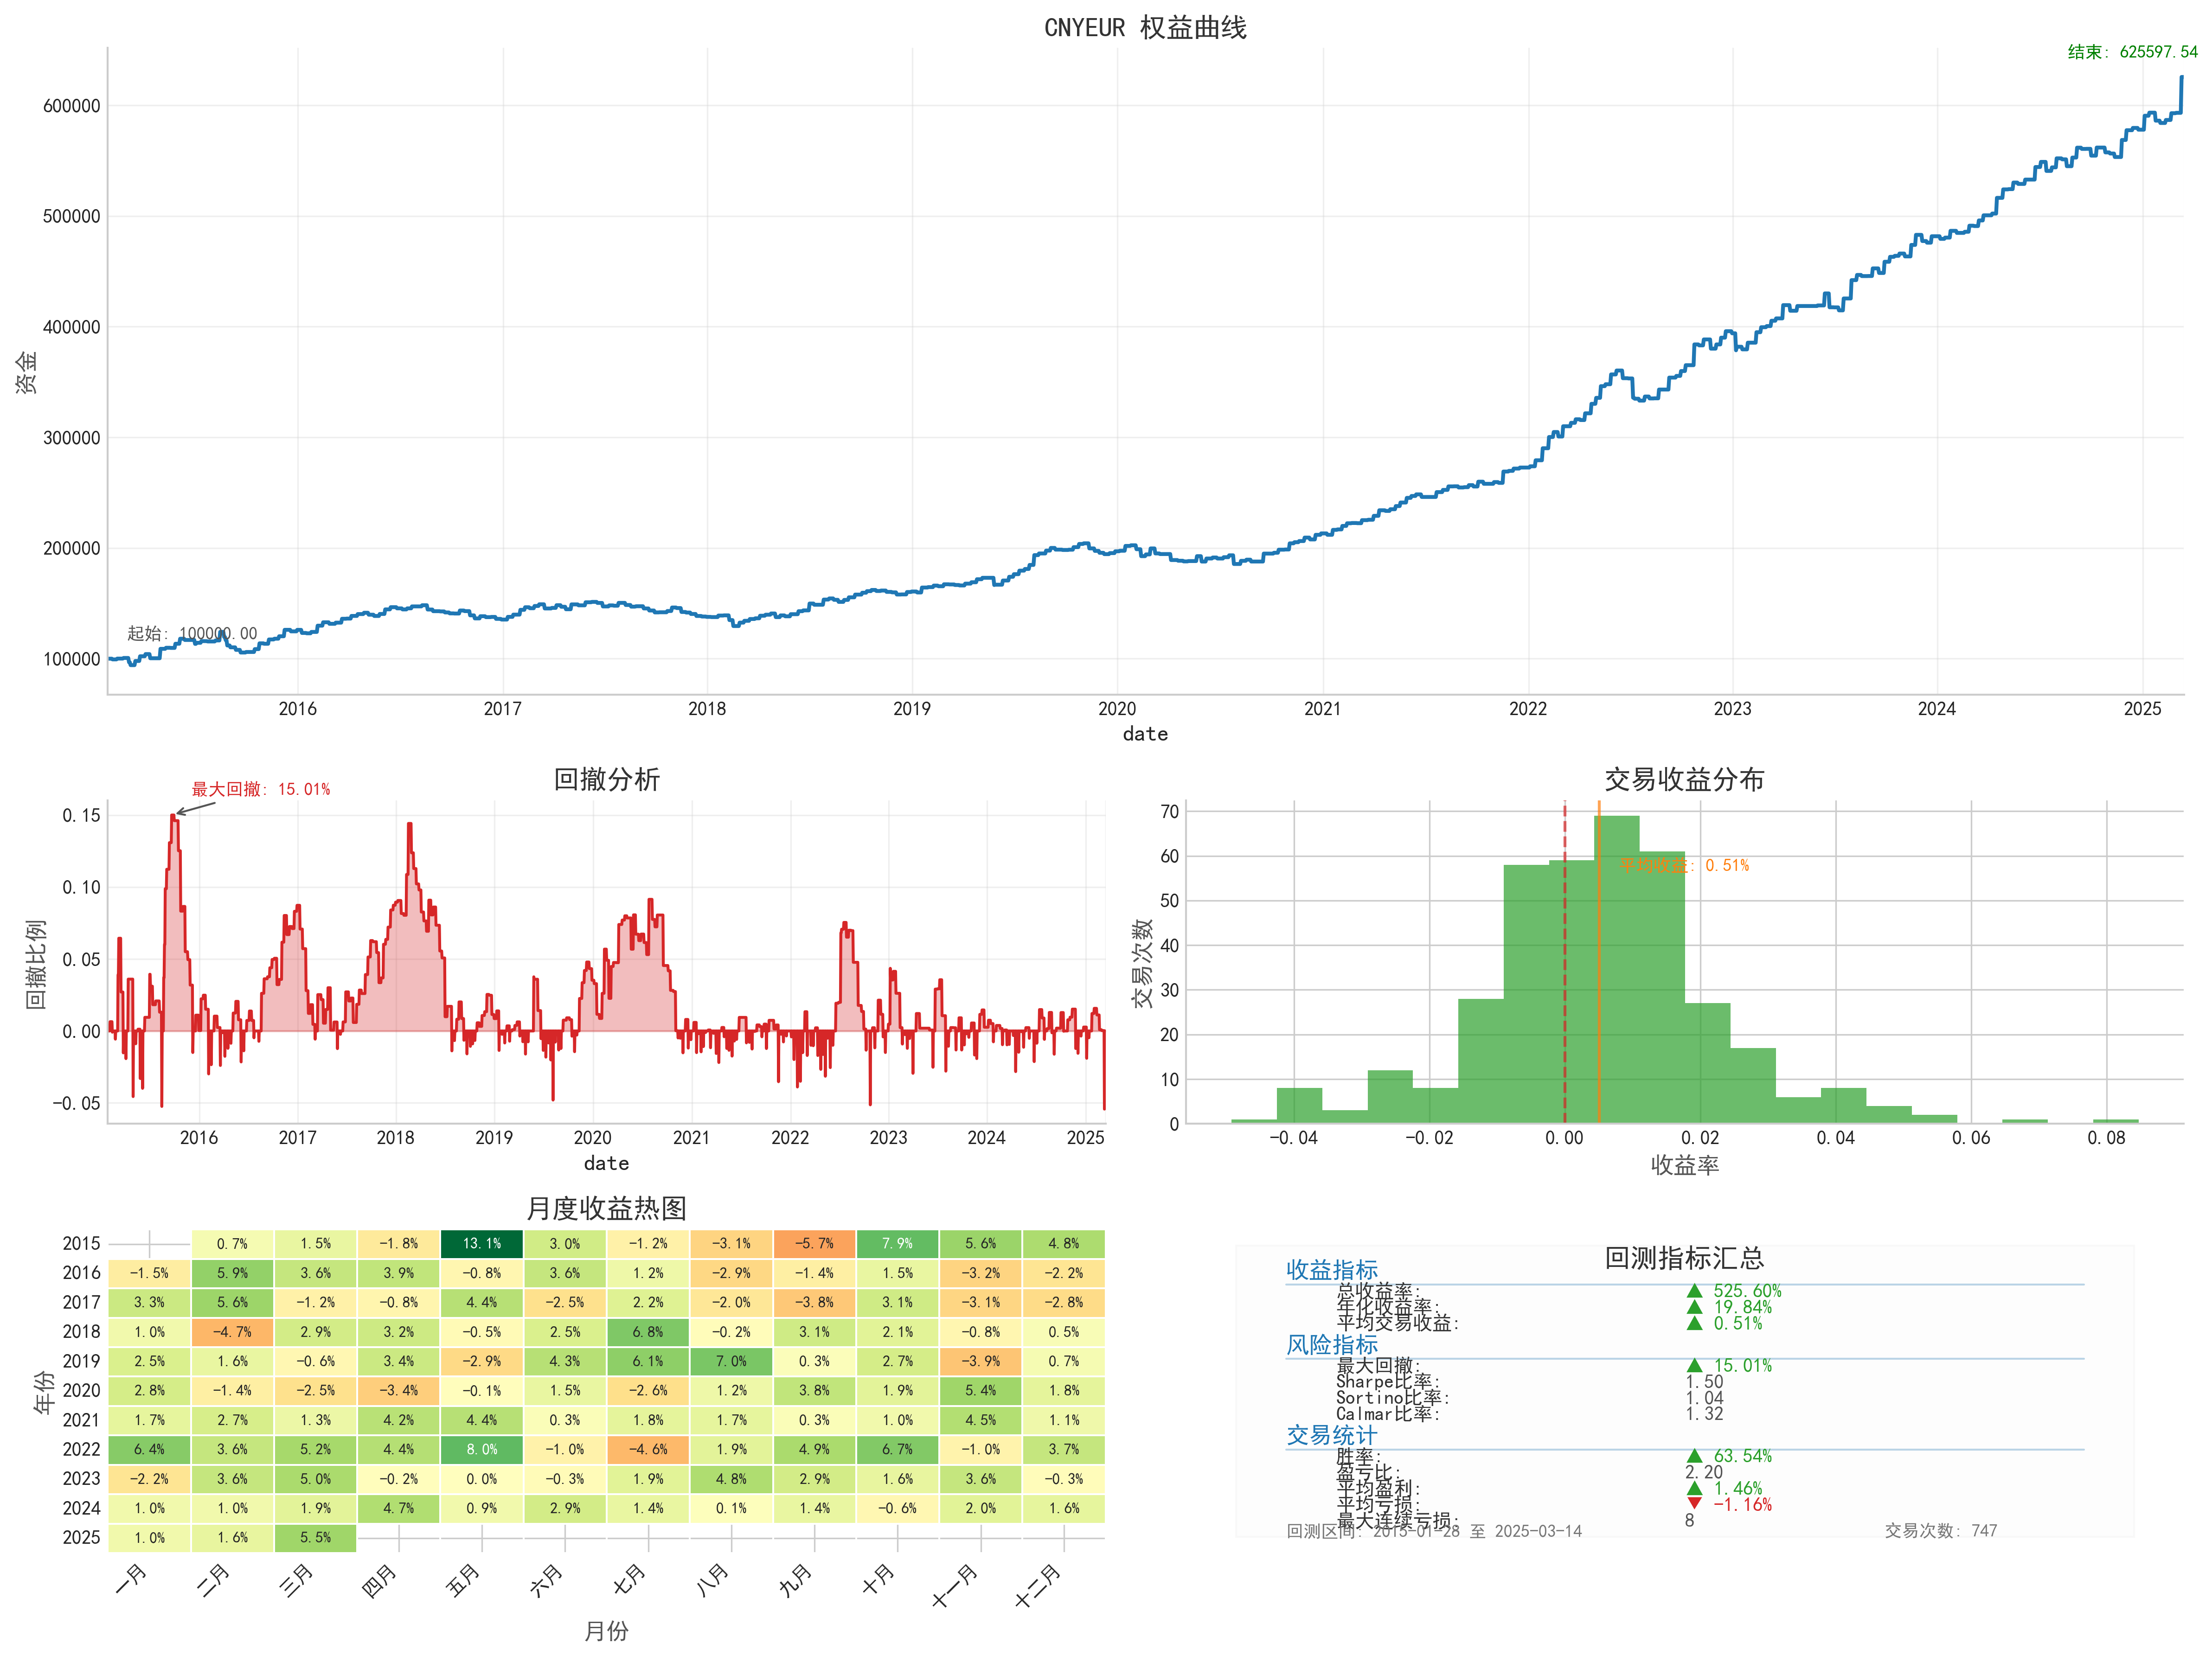 CNYEUR 权益曲线
结束: 625597.54
600000
500000
400000
300000
200000
100000
资金
起始: 100000.00
2016 2017 2018 2019 2020 2021 2022 2023 2024 2025
date
回撤分析
最大回撤: 15.01%
0.15
0.10
0.05
0.00
−0.05
回撤比例
2016 2017 2018 2019 2020 2021 2022 2023 2024 2025
date
交易收益分布
70
60
50
40
30
20
10
0
交易次数
平均收益: 0.51%
−0.04 −0.02 0.00 0.02 0.04 0.06 0.08
收益率
月度收益热图
年份
2015 0.7% 1.5% −1.8% 13.1% 3.0% −1.2% −3.1% −5.7% 7.9% 5.6% 4.8%
2016 −1.5% 5.9% 3.6% 3.9% −0.8% 3.6% 1.2% −2.9% −1.4% 1.5% −3.2% −2.2%
2017 3.3% 5.6% −1.2% −0.8% 4.4% −2.5% 2.2% −2.0% −3.8% 3.1% −3.1% −2.8%
2018 1.0% −4.7% 2.9% 3.2% −0.5% 2.5% 6.8% −0.2% 3.1% 2.1% −0.8% 0.5%
2019 2.5% 1.6% −0.6% 3.4% −2.9% 4.3% 6.1% 7.0% 0.3% 2.7% −3.9% 0.7%
2020 2.8% −1.4% −2.5% −3.4% −0.1% 1.5% −2.6% 1.2% 3.8% 1.9% 5.4% 1.8%
2021 1.7% 2.7% 1.3% 4.2% 4.4% 0.3% 1.8% 1.7% 0.3% 1.0% 4.5% 1.1%
2022 6.4% 3.6% 5.2% 4.4% 8.0% −1.0% −4.6% 1.9% 4.9% 6.7% −1.0% 3.7%
2023 −2.2% 3.6% 5.0% −0.2% 0.0% −0.3% 1.9% 4.8% 2.9% 1.6% 3.6% −0.3%
2024 1.0% 1.0% 1.9% 4.7% 0.9% 2.9% 1.4% 0.1% 1.4% −0.6% 2.0% 1.6%
2025 1.0% 1.6% 5.5%
一月 二月 三月 四月 五月 六月 七月 八月 九月 十月 十一月 十二月
月份
回测指标汇总
收益指标
总收益率: ▲ 525.60%
年化收益率: ▲ 19.84%
平均交易收益: ▲ 0.51%
风险指标
最大回撤: ▲ 15.01%
Sharpe比率: 1.50
Sortino比率: 1.04
Calmar比率: 1.32
交易统计
胜率: ▲ 63.54%
盈亏比: 2.20
平均盈利: ▲ 1.46%
平均亏损: ▼ −1.16%
最大连续亏损: 8
回测区间: 2015-01-28 至 2025-03-14 交易次数: 747